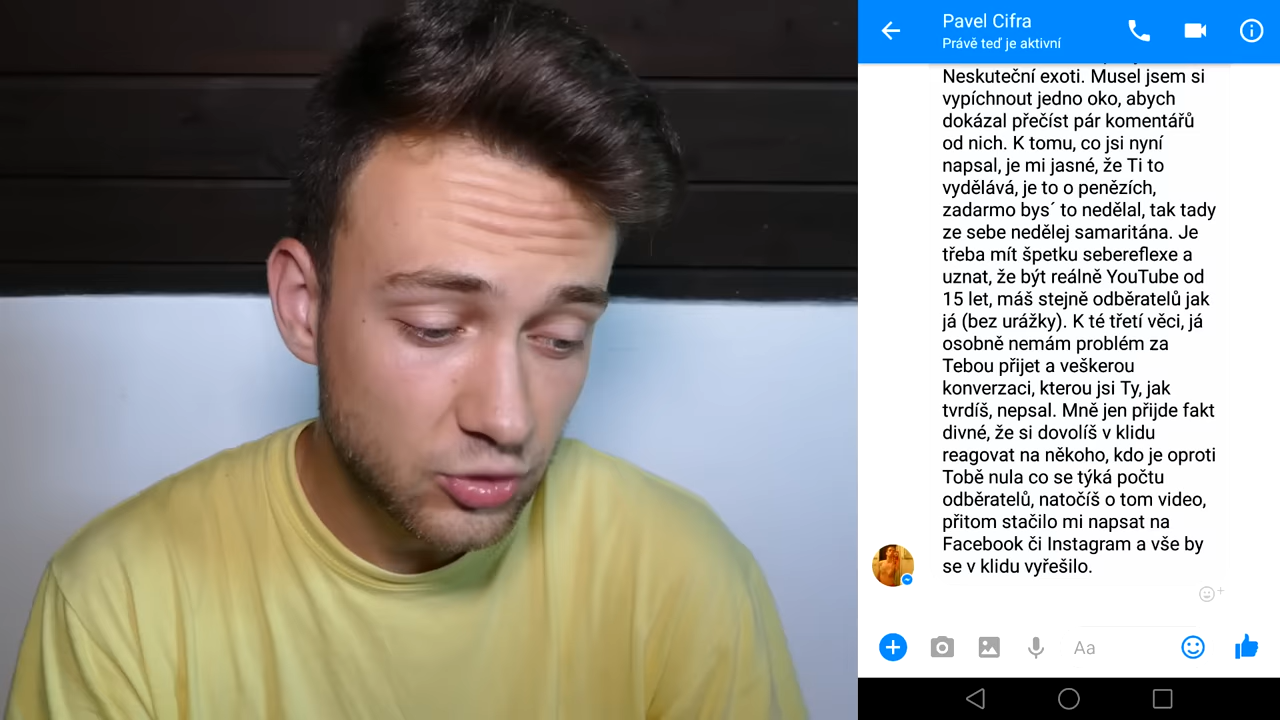 Pavel Cifra
Právě teď je aktivní
Neskuteční exoti. Musel jsem si
vypíchnout jedno oko, abych
dokázal přečíst pár komentářů
od nich. K tomu, co jsi nyní
napsal, je mi jasné, že Ti to
vydělává, je to o penězích,
zadarmo bys´ to nedělal, tak tady
ze sebe nedělej samaritána. Je
třeba mít špetku sebereflexe a
uznat, že být reálně YouTube od
15 let, máš stejně odběratelů jak
já (bez urážky). K té třetí věci, já
osobně nemám problém za
Tebou přijet a veškerou
konverzaci, kterou jsi Ty, jak
tvrdíš, nepsal. Mně jen přijde fakt
divné, že si dovolíš v klidu
reagovat na někoho, kdo je oproti
Tobě nula co se týká počtu
odběratelů, natočíš o tom video,
přitom stačilo mi napsat na
Facebook či Instagram a vše by
se v klidu vyřešilo.
Aa